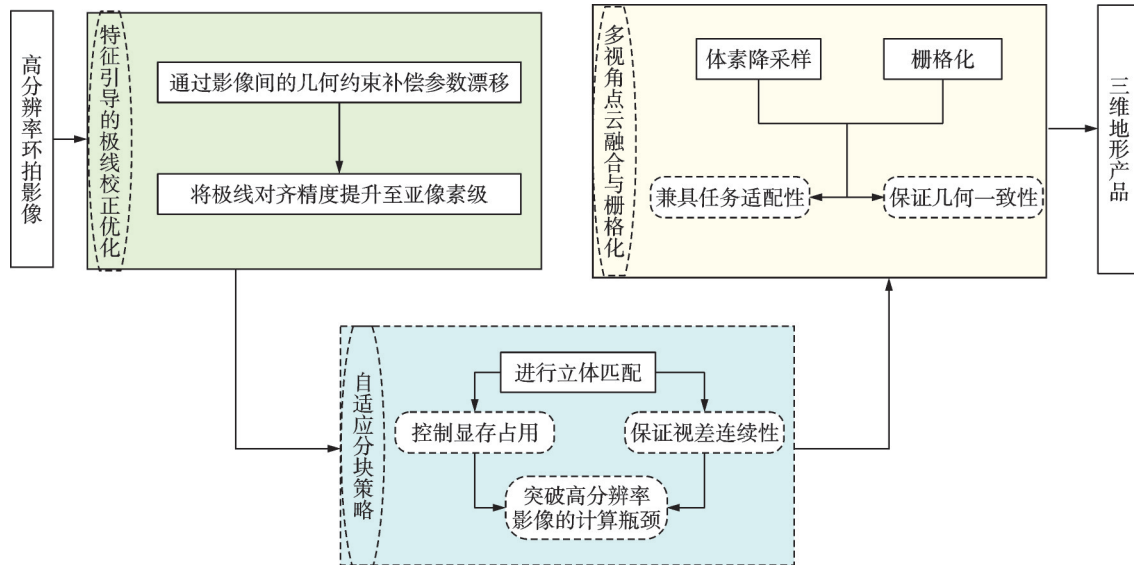 高分辨率环拍影像
特征引导的极线校正优化
通过影像间的几何约束补偿参数漂移
将极线对齐精度提升至亚像素级
自适应分块策略
进行立体匹配
控制显存占用
保证视差连续性
突破高分辨率
影像的计算瓶颈
多视角点云融合与栅格化
体素降采样
栅格化
兼具任务适配性
保证几何一致性
三维地形产品